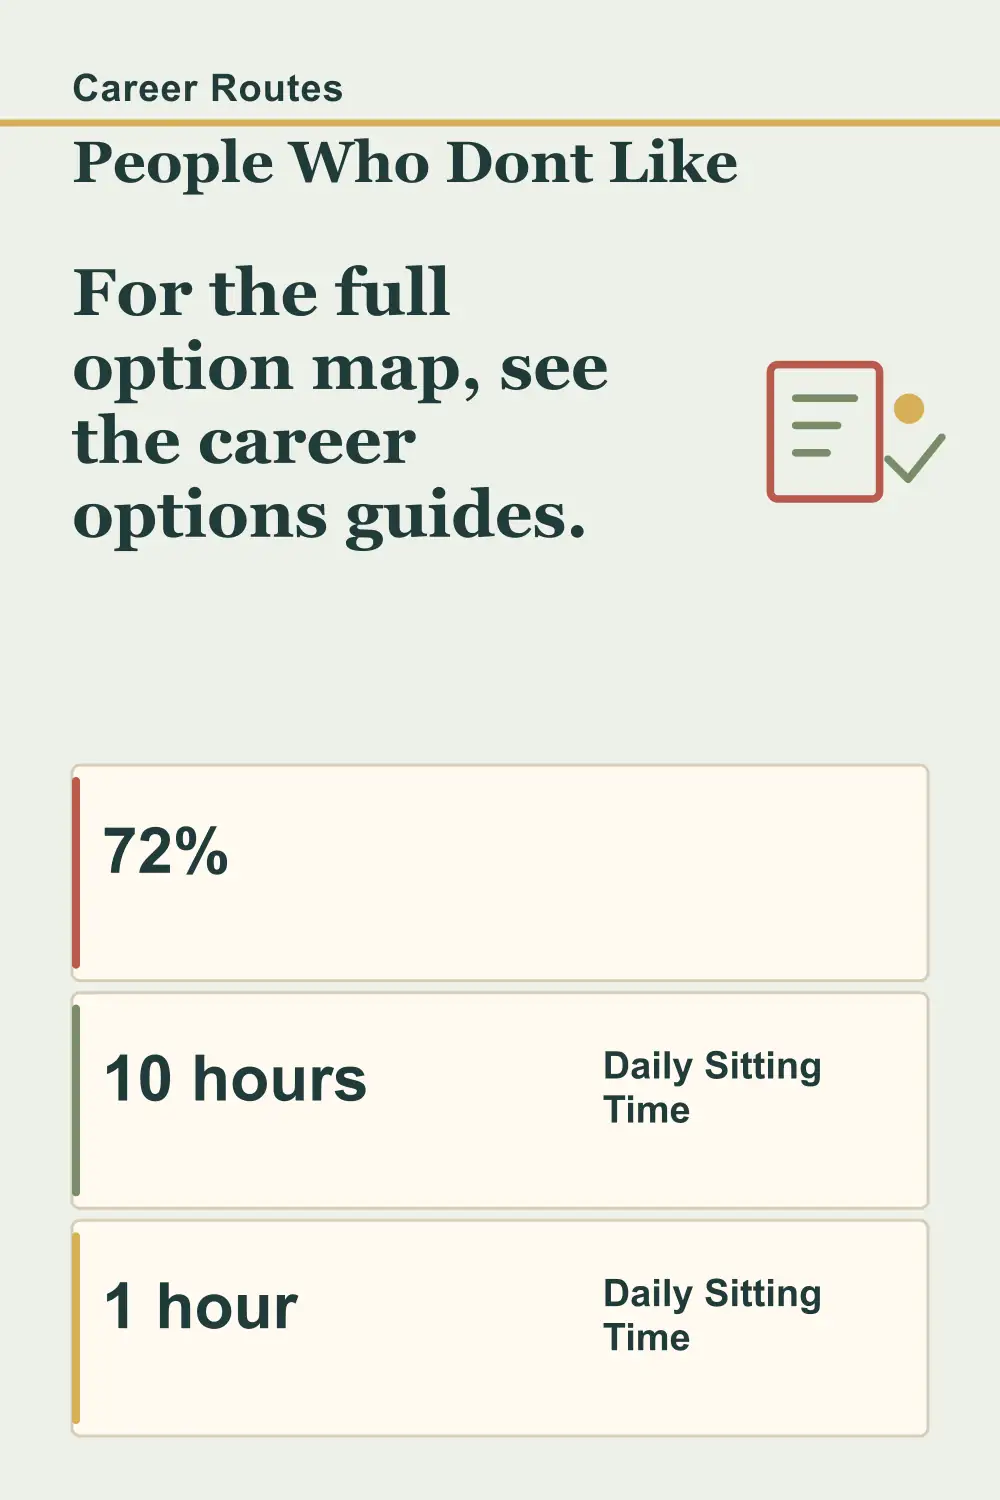 Career Routes
People Who Dont Like
For the full
option map, see
the career
options guides.
72%
10 hours
Daily Sitting
Time
1 hour
Daily Sitting
Time